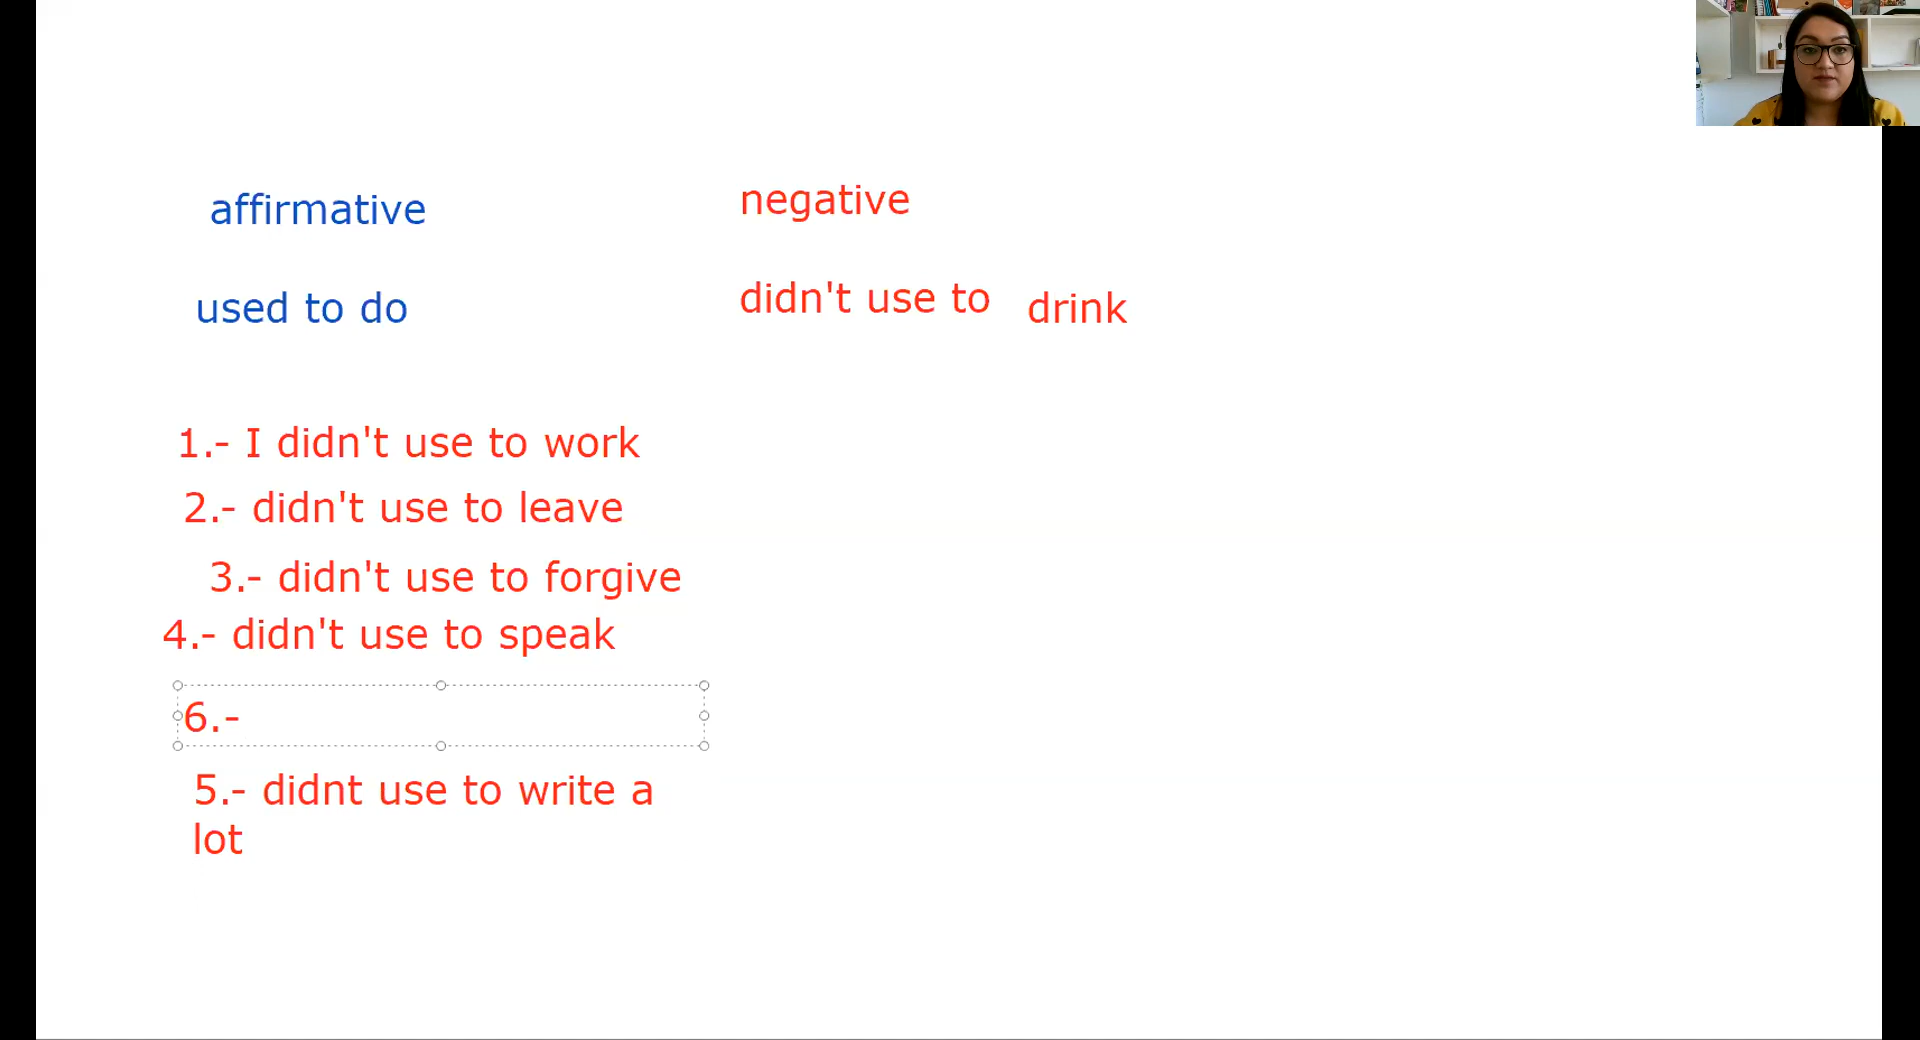 affirmative
negative
used to do
didn't use to
drink
1.- I didn't use to work
2.- didn't use to leave
3.- didn't use to forgive
4.- didn't use to speak
6.-
5.- didnt use to write a
lot